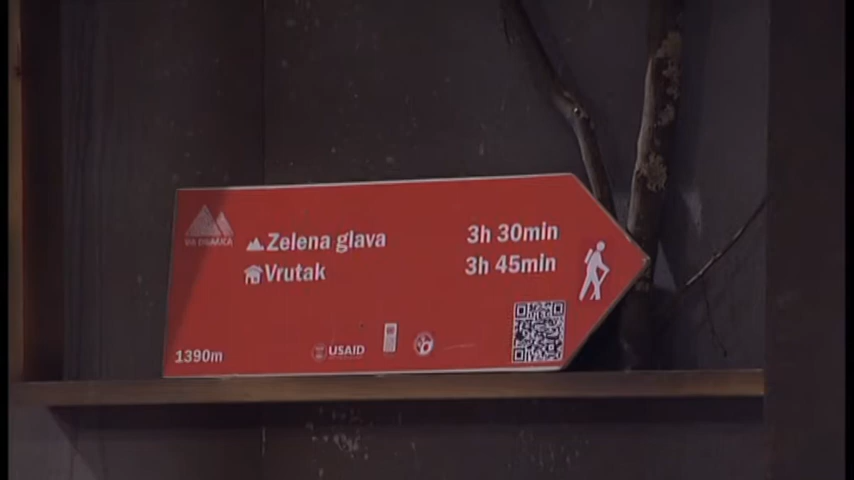 VIA DINARICA
Zelena glava 3h 30min
Vrutak 3h 45min
1390m
USAID